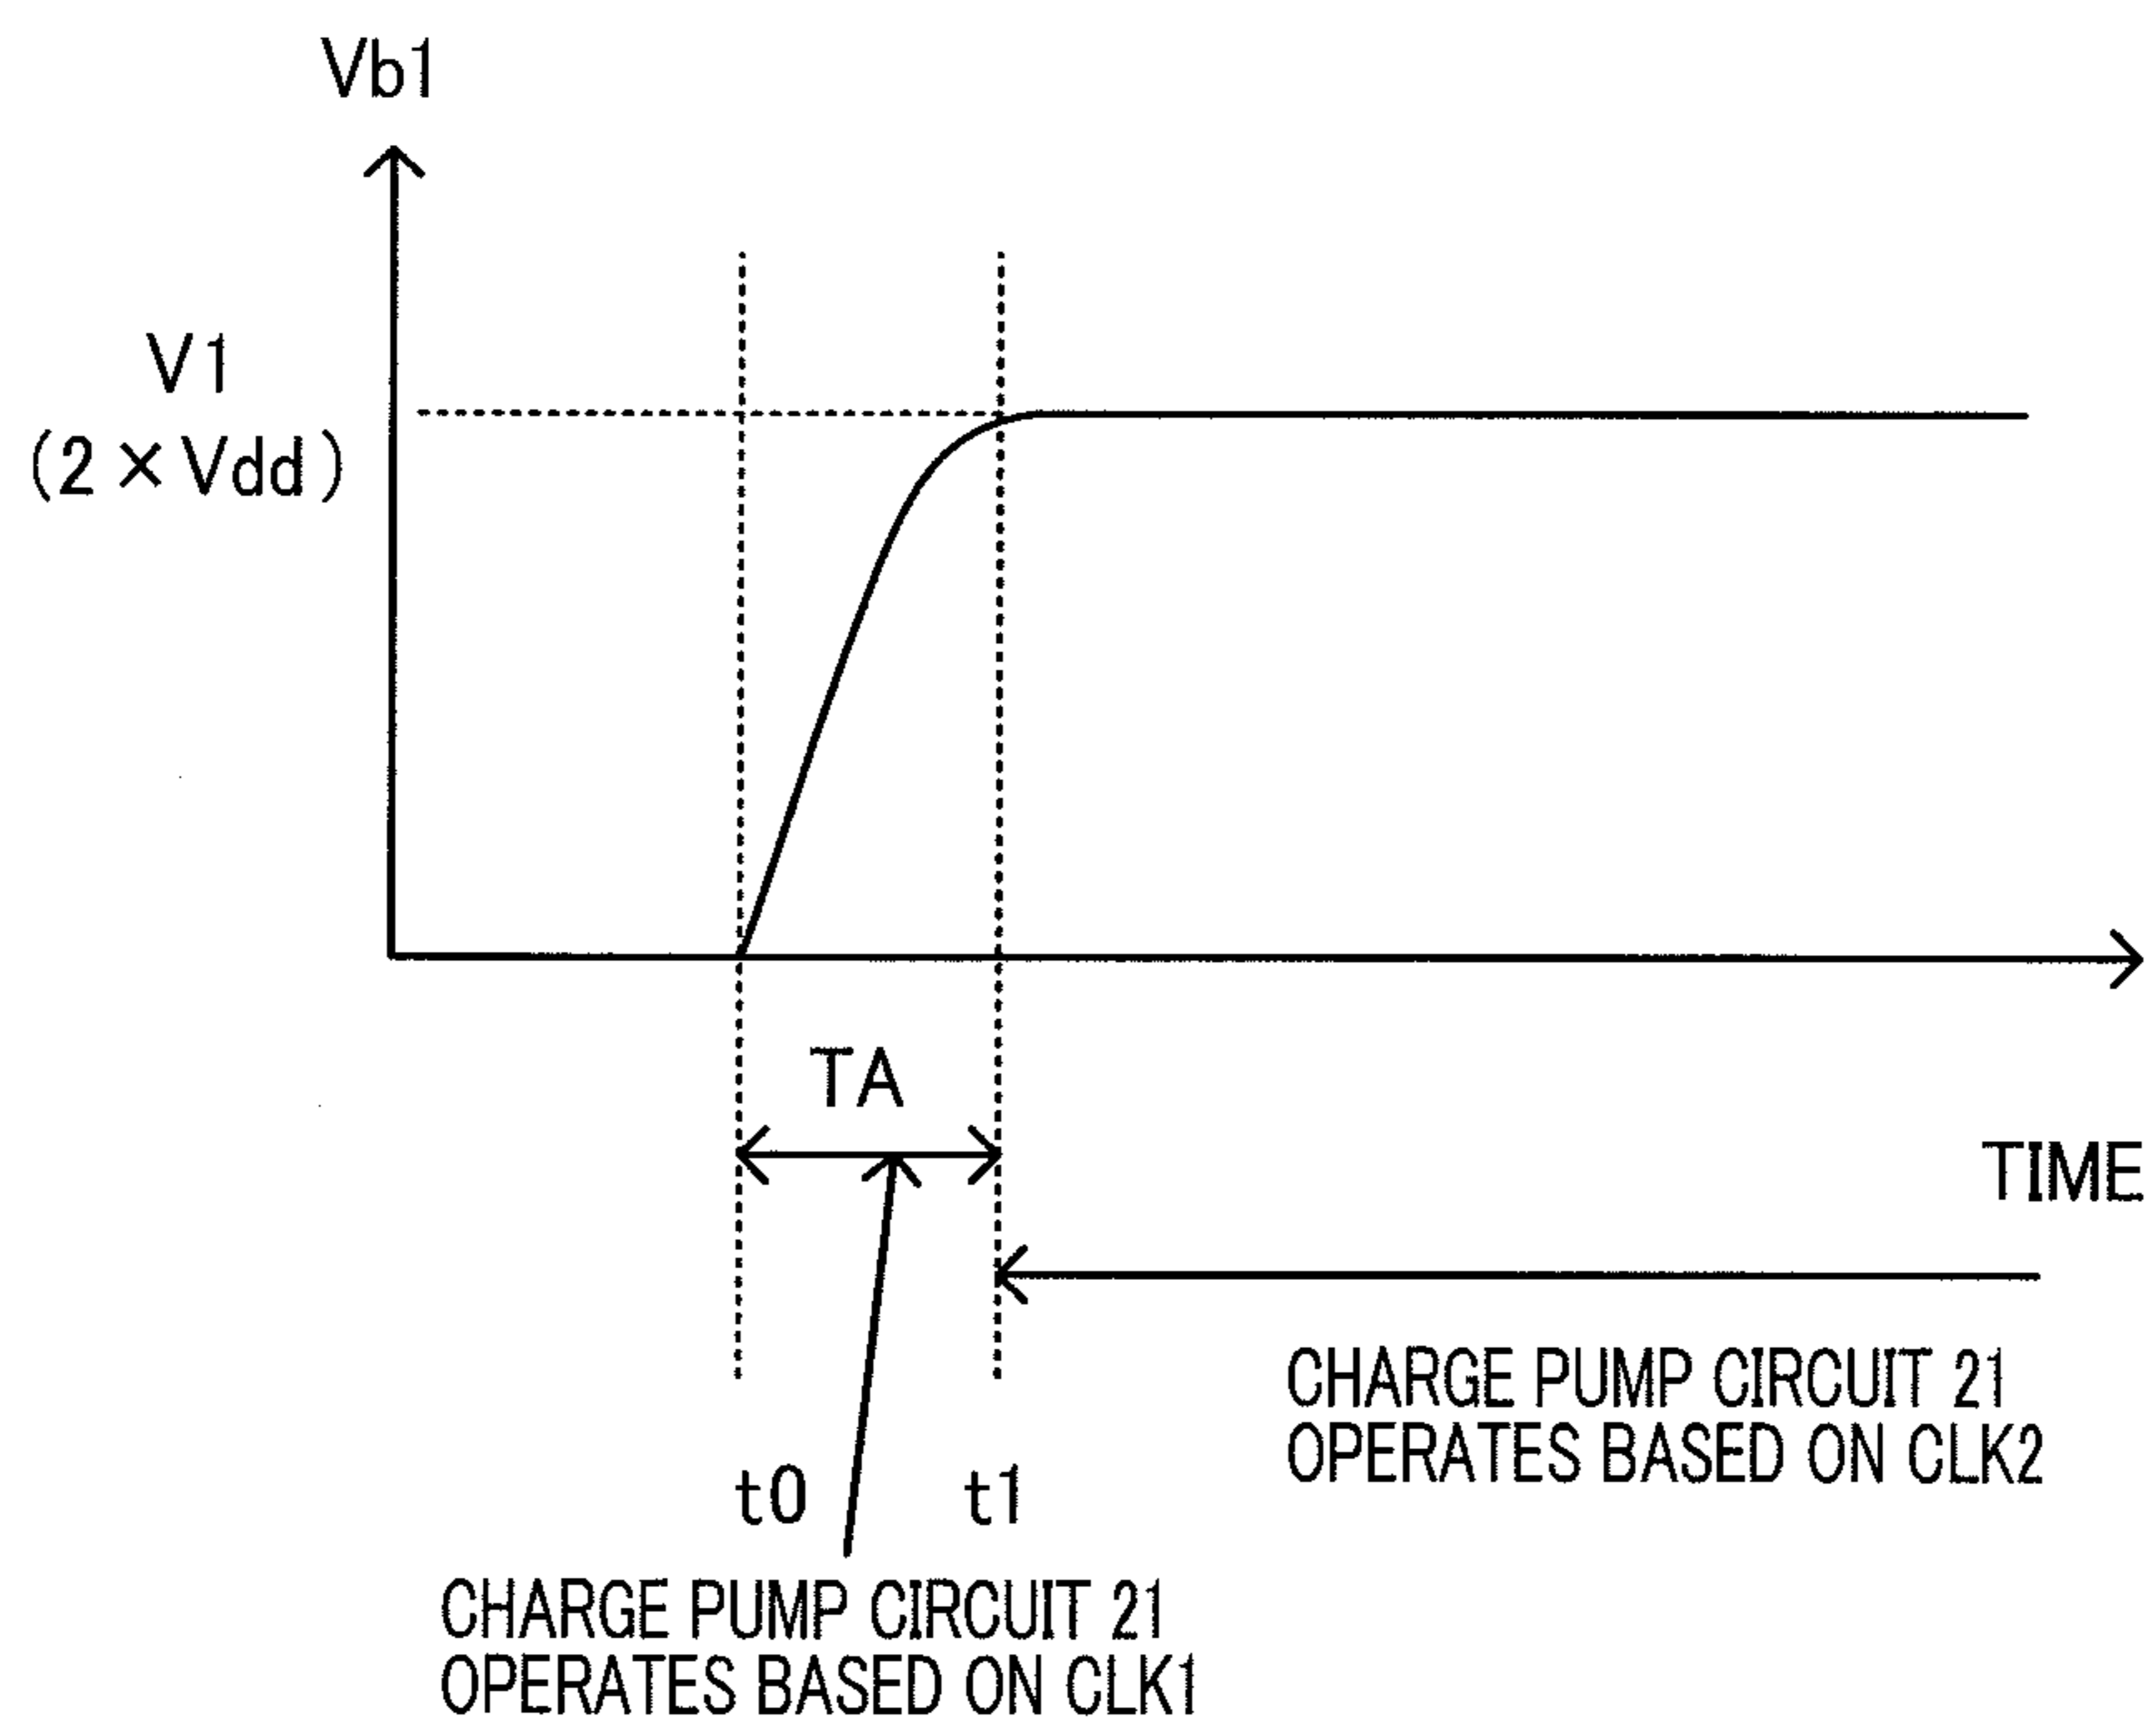 Vb1
V1
(2 × Vdd)
TA
TIME
CHARGE PUMP CIRCUIT 21
OPERATES BASED ON CLK2
t0
t1
CHARGE PUMP CIRCUIT 21
OPERATES BASED ON CLK1